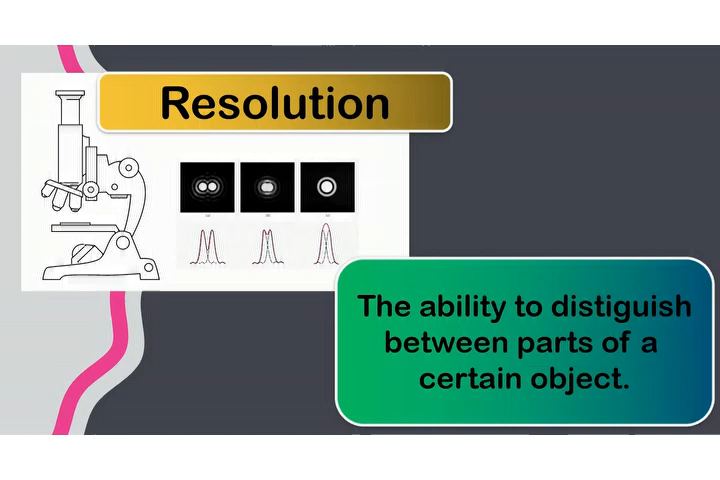 Resolution
The ability to distiguish
between parts of a
certain object.